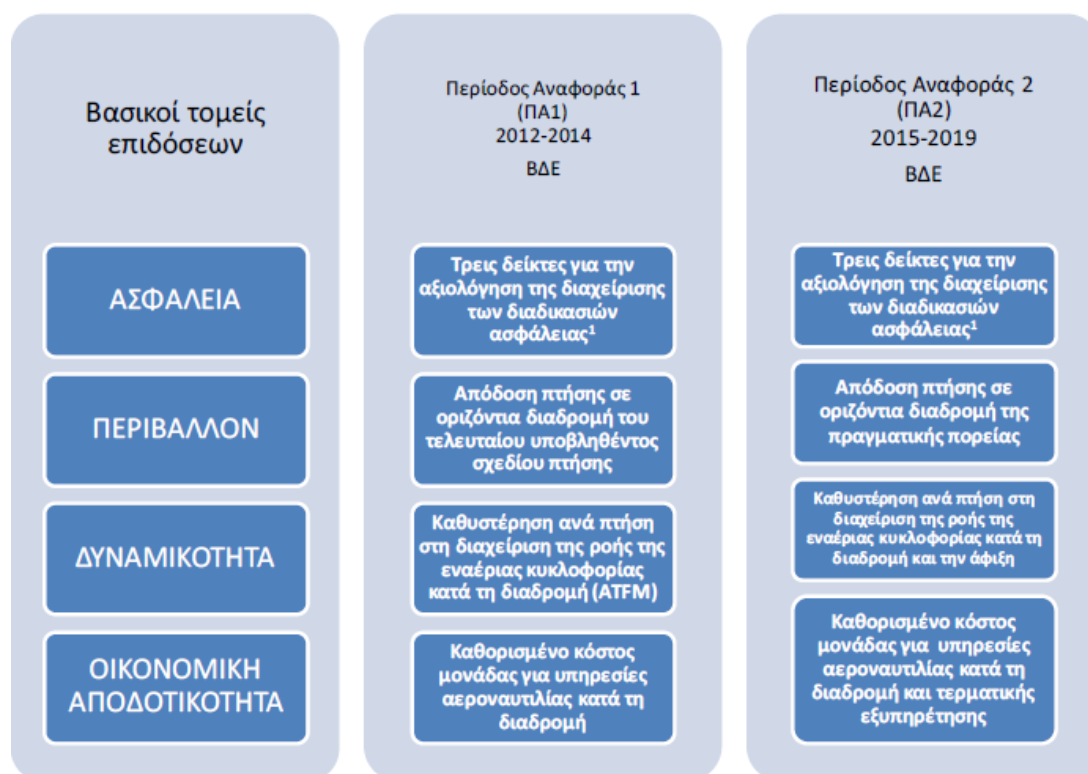 Βασικοί τομείς
επιδόσεων
ΑΣΦΑΛΕΙΑ
ΠΕΡΙΒΑΛΛΟΝ
ΔΥΝΑΜΙΚΟΤΗΤΑ
ΟΙΚΟΝΟΜΙΚΗ
ΑΠΟΔΟΤΙΚΟΤΗΤΑ
Περίοδος Αναφοράς 1
(ΠΑ1)
2012-2014
ΒΔΕ
Τρεις δείκτες για την
αξιολόγηση της διαχείρισης
των διαδικασιών
ασφάλειας¹
Απόδοση πτήσης σε
οριζόντια διαδρομή του
τελευταίου υποβληθέντος
σχεδίου πτήσης
Καθυστέρηση ανά πτήση
στη διαχείριση της ροής της
εναέριας κυκλοφορίας
κατά τη διαδρομή (ATFM)
Καθορισμένο κόστος
μονάδας για υπηρεσίες
αεροναυτιλίας κατά τη
διαδρομή
Περίοδος Αναφοράς 2
(ΠΑ2)
2015-2019
ΒΔΕ
Τρεις δείκτες για την
αξιολόγηση της διαχείρισης
των διαδικασιών
ασφάλειας¹
Απόδοση πτήσης σε
οριζόντια διαδρομή της
πραγματικής πορείας
Καθυστέρηση ανά πτήση στη
διαχείριση της ροής της
εναέριας κυκλοφορίας κατά τη
διαδρομή και την άφιξη
Καθορισμένο κόστος
μονάδας για υπηρεσίες
αεροναυτιλίας κατά τη
διαδρομή και τερματικής
εξυπηρέτησης